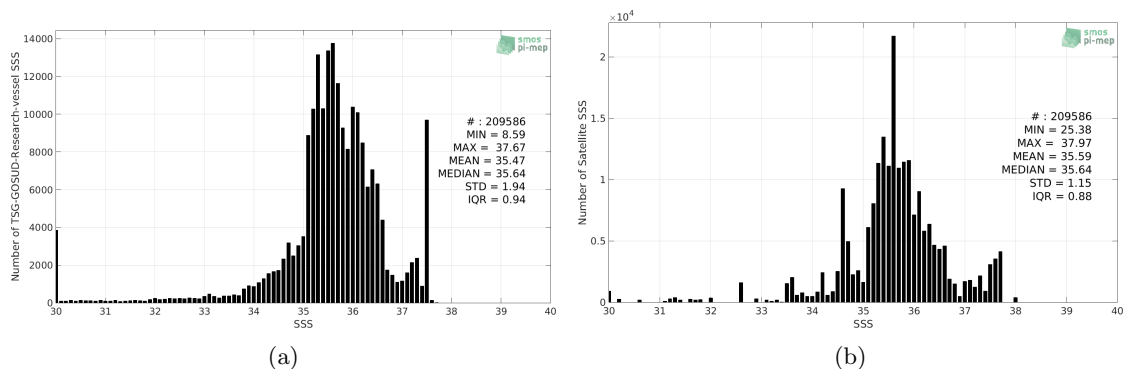 smos
pi-mep
Number of TSG-GOSUD-Research-vessel SSS
14000
12000
10000
8000
6000
4000
2000
0
# : 209586
MIN = 8.59
MAX = 37.67
MEAN = 35.47
MEDIAN = 35.64
STD = 1.94
IQR = 0.94
30 31 32 33 34 35 36 37 38 39 40
SSS
(a)
×10⁴
smos
pi-mep
Number of Satellite SSS
2
1.5
1
0.5
0
# : 209586
MIN = 25.38
MAX = 37.97
MEAN = 35.59
MEDIAN = 35.64
STD = 1.15
IQR = 0.88
30 31 32 33 34 35 36 37 38 39 40
SSS
(b)